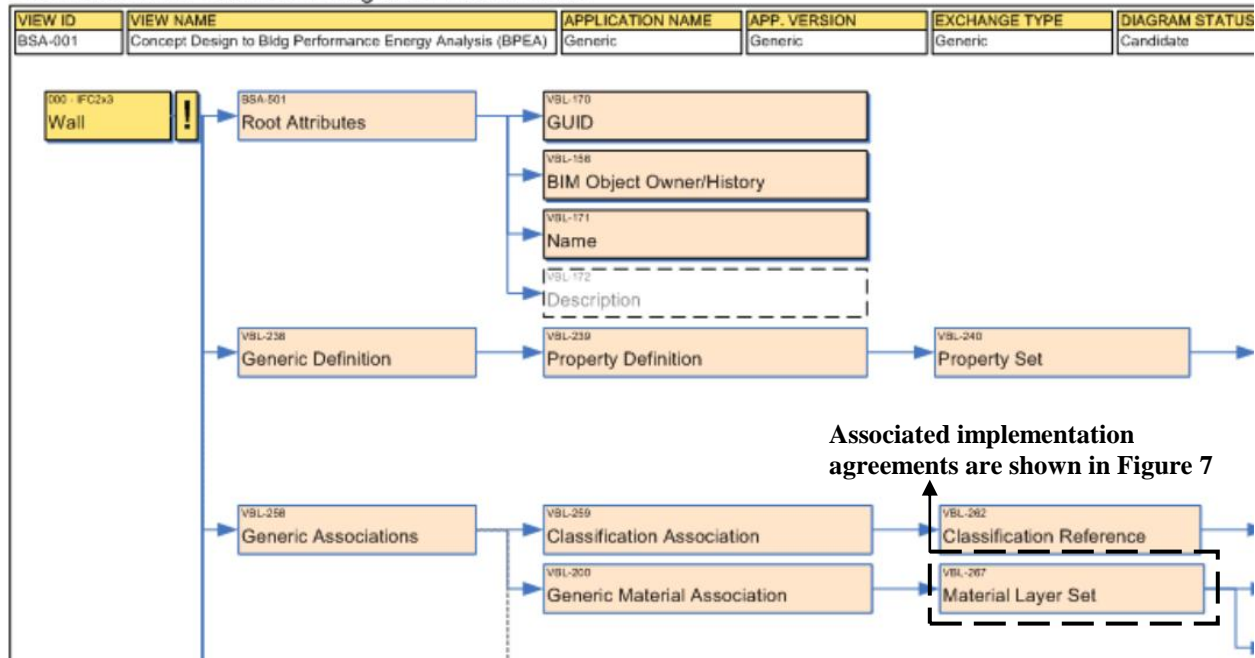 VIEW ID VIEW NAME APPLICATION NAME APP. VERSION EXCHANGE TYPE DIAGRAM STATUS
BSA-001 Concept Design to Bldg Performance Energy Analysis (BPEA) Generic Generic Generic Candidate
000 - IFC2x3
Wall
!
BSA-501
Root Attributes
VBL-170
GUID
VBL-156
BIM Object Owner/History
VBL-171
Name
VBL-172
Description
VBL-238
Generic Definition
VBL-239
Property Definition
VBL-240
Property Set
Associated implementation
agreements are shown in Figure 7
VBL-258
Generic Associations
VBL-259
Classification Association
VBL-262
Classification Reference
VBL-200
Generic Material Association
VBL-267
Material Layer Set